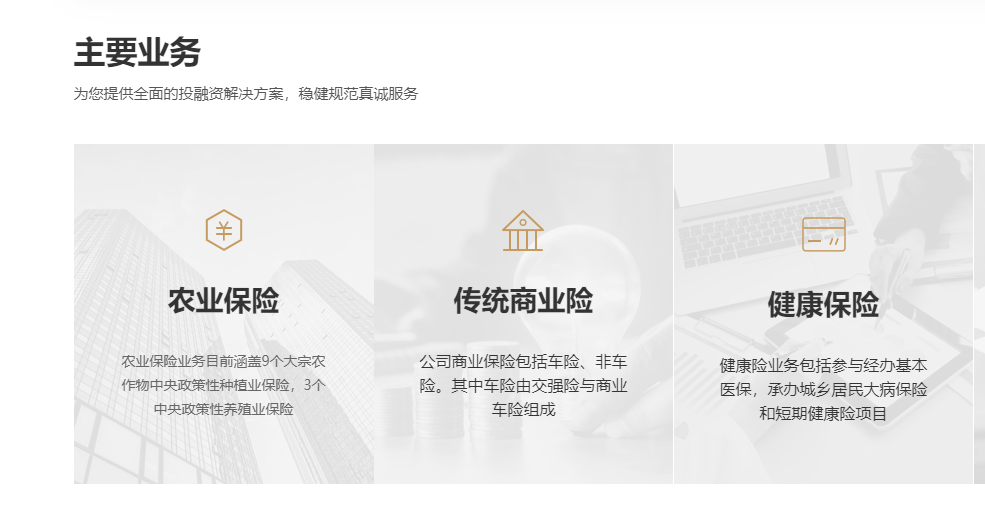 主要业务
为您提供全面的投融资解决方案，稳健规范真诚服务
农业保险
农业保险业务目前涵盖9个大宗农
作物中央政策性种植业保险，3个
中央政策性养殖业保险
传统商业险
公司商业保险包括车险、非车
险。其中车险由交强险与商业
车险组成
健康保险
健康险业务包括参与经办基本
医保，承办城乡居民大病保险
和短期健康险项目